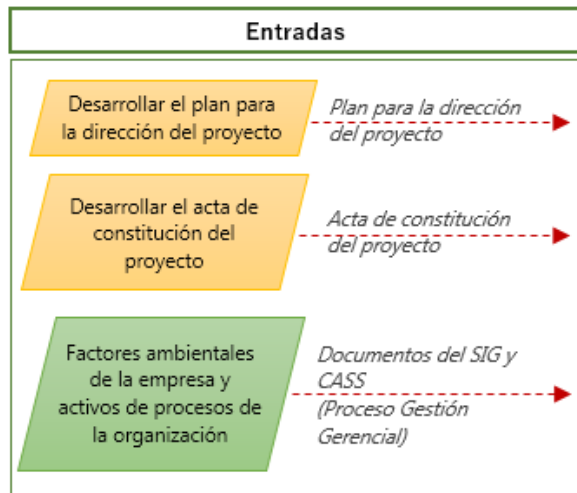 Entradas
Desarrollar el plan para
la dirección del proyecto
Plan para la dirección
del proyecto
Desarrollar el acta de
constitución del
proyecto
Acta de constitución
del proyecto
Factores ambientales
de la empresa y
activos de procesos de
la organización
Documentos del SIG y
CASS
(Proceso Gestión
Gerencial)